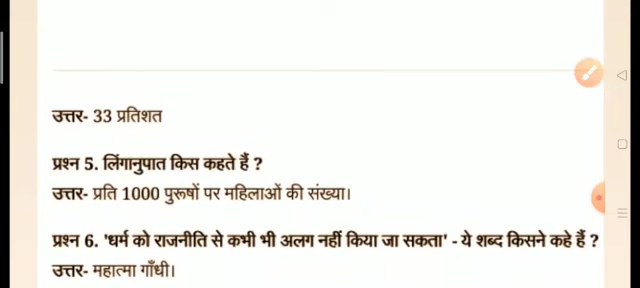 उत्तर- 33 प्रतिशत
प्रश्न 5. लिंगानुपात किस कहते हैं ?
उत्तर- प्रति 1000 पुरूषों पर महिलाओं की संख्या।
प्रश्न 6. 'घर्म को राजनीति से कभी भी अलग नहीं किया जा सकता' - ये शब्द किसने कहे हैं ?
उत्तर- महात्मा गाँधी।